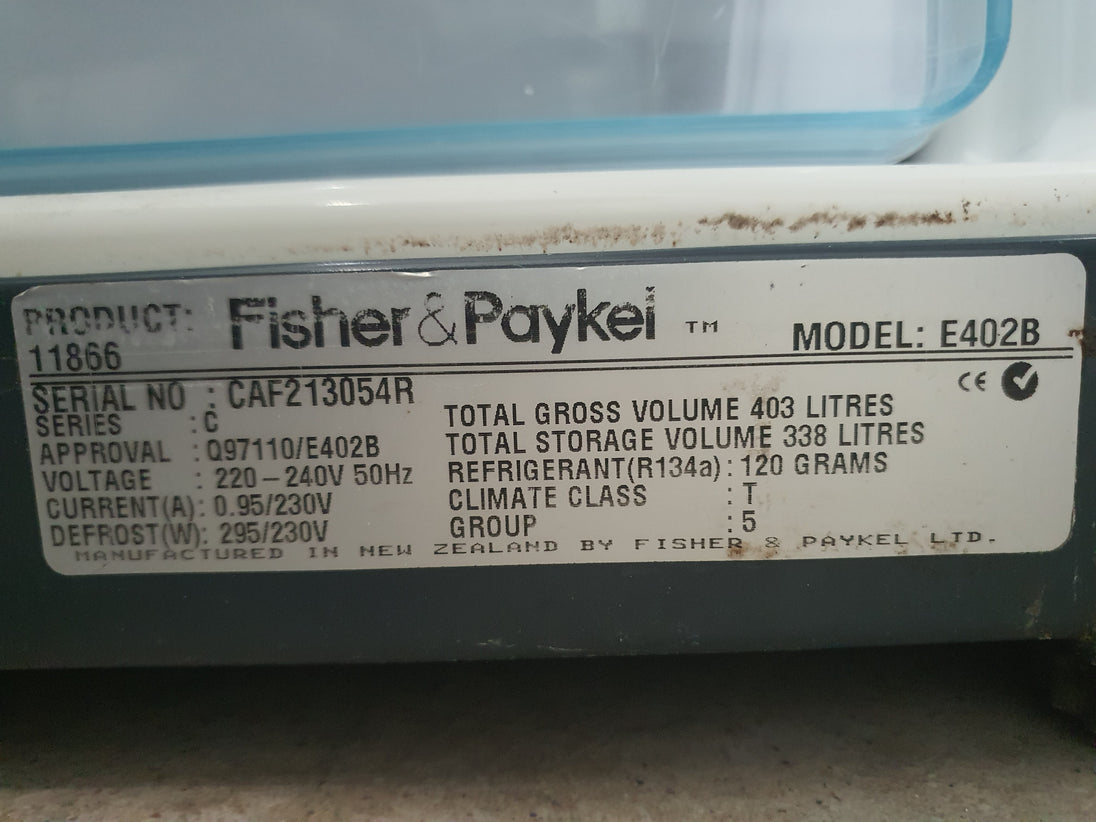 PRODUCT: Fisher & Paykel ™ MODEL: E402B
11866
SERIAL NO : CAF213054R
SERIES : C
APPROVAL : Q97110/E402B
VOLTAGE : 220-240V 50Hz
CURRENT(A): 0.95/230V
DEFROST(W): 295/230V
CE
TOTAL GROSS VOLUME 403 LITRES
TOTAL STORAGE VOLUME 338 LITRES
REFRIGERANT(R134a): 120 GRAMS
CLIMATE CLASS : T
GROUP : 5
MANUFACTURED IN NEW ZEALAND BY FISHER & PAYKEL LTD.